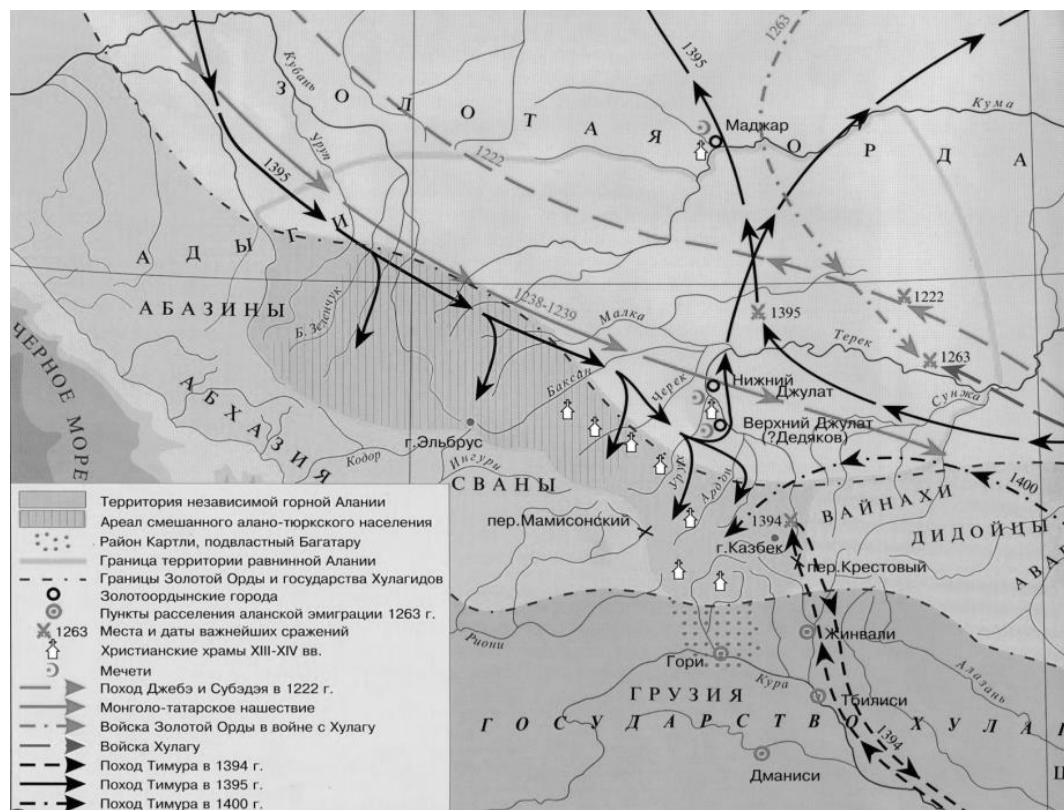 1263
1395
Кубань
Кума
З О Л О Т А Я О Р Д А
Маджар
Уруп
1395
1222
А Д Ы Г И
АБАЗИНЫ
Б. Зеленчук
1238-1239
Малка
1395
1222
Терек
1263
ЧЕРНОЕ МОРЕ
АБХАЗИЯ
Баксан
Черек
Нижний
Джулат
Сунжа
Верхний Джулат
(?Дедяков)
г.Эльбрус
Кодор
Ингури
СВАНЫ
Урух
Ардон
1400
пер.Мамисонский
1394
ВАЙНАХИ
г.Казбек
ДИДОЙЦЫ
пер.Крестовый
АВА
Риони
Жинвали
Гори
Кура
Алазань
ГРУЗИЯ
Тбилиси
Г О С У Д А Р С Т В О Х У Л А Г
1394
Дманиси
Ц
Территория независимой горной Алании
Ареал смешанного алано-тюркского населения
Район Картли, подвластный Багатару
Граница территории равнинной Алании
Границы Золотой Орды и государства Хулагидов
Золотоордынские города
Пункты расселения аланской эмиграции 1263 г.
1263 Места и даты важнейших сражений
Христианские храмы XIII-XIV вв.
Мечети
Поход Джебэ и Субэдэя в 1222 г.
Монголо-татарское нашествие
Войска Золотой Орды в войне с Хулагу
Войска Хулагу
Поход Тимура в 1394 г.
Поход Тимура в 1395 г.
Поход Тимура в 1400 г.